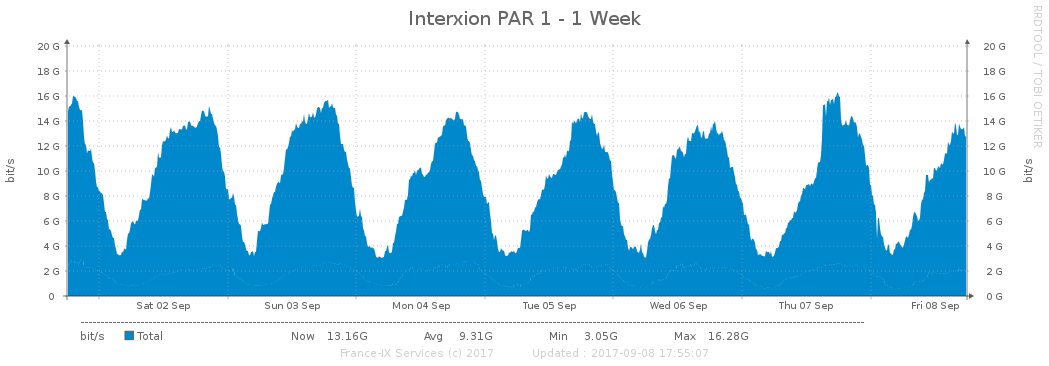 Interxion PAR 1 - 1 Week
RRDTOOL / TOBI OETIKER
20 G 20 G
18 G 18 G
16 G 16 G
14 G 14 G
12 G 12 G
10 G 10 G
8 G 8 G
6 G 6 G
4 G 4 G
2 G 2 G
0 0 G
bit/s
bit/s
Sat 02 Sep Sun 03 Sep Mon 04 Sep Tue 05 Sep Wed 06 Sep Thu 07 Sep Fri 08 Sep
bit/s Total Now 13.16G Avg 9.31G Min 3.05G Max 16.28G
France-IX Services (c) 2017 Updated : 2017-09-08 17:55:07